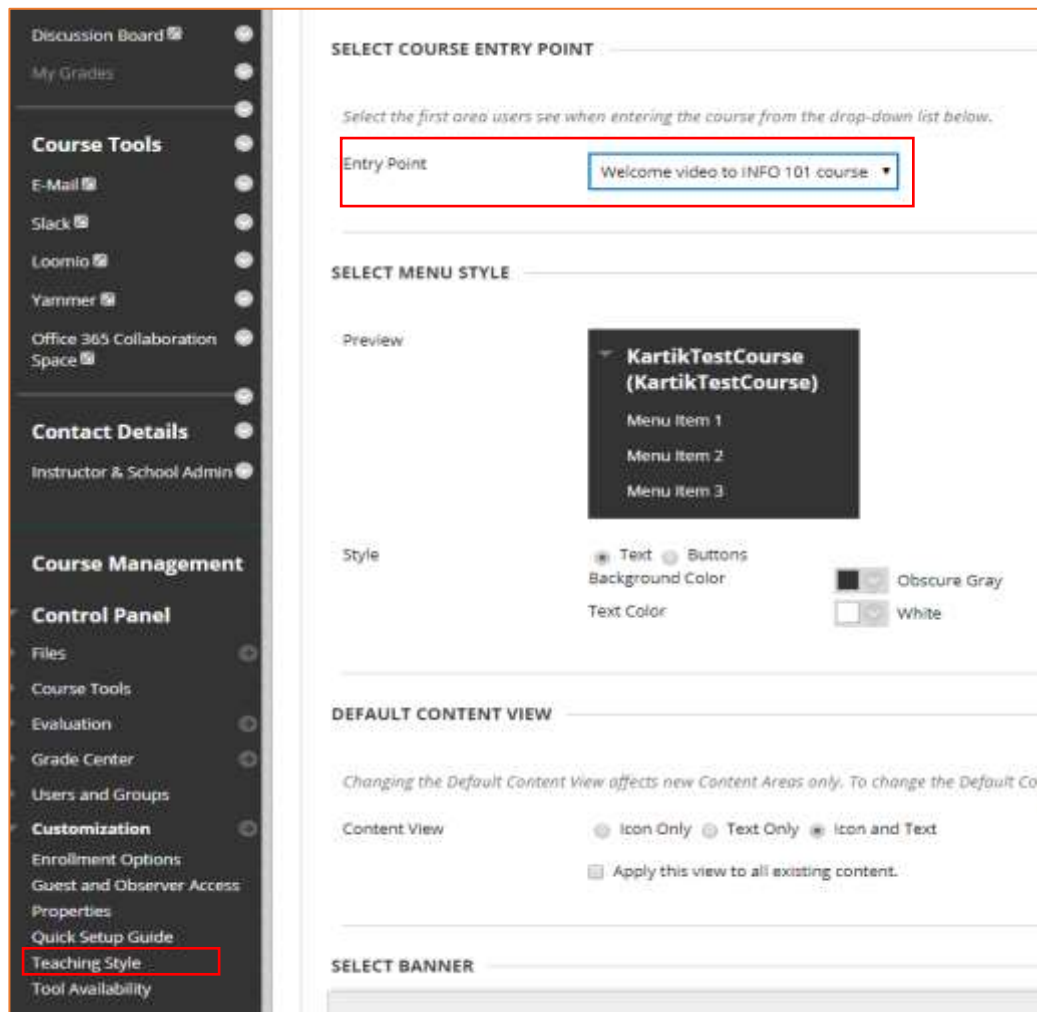 Discussion Board
My Grades
Course Tools
E-Mail
Slack
Loomio
Yammer
Office 365 Collaboration
Space
Contact Details
Instructor & School Admin
Course Management
Control Panel
Files
Course Tools
Evaluation
Grade Center
Users and Groups
Customization
Enrollment Options
Guest and Observer Access
Properties
Quick Setup Guide
Teaching Style
Tool Availability
SELECT COURSE ENTRY POINT
Select the first area users see when entering the course from the drop-down list below.
Entry Point
Welcome video to INFO 101 course
SELECT MENU STYLE
Preview
KartikTestCourse
(KartikTestCourse)
Menu Item 1
Menu Item 2
Menu Item 3
Style
Text Buttons
Background Color
Obscure Gray
Text Color
White
DEFAULT CONTENT VIEW
Changing the Default Content View affects new Content Areas only. To change the Default Co
Content View
Icon Only Text Only Icon and Text
Apply this view to all existing content.
SELECT BANNER